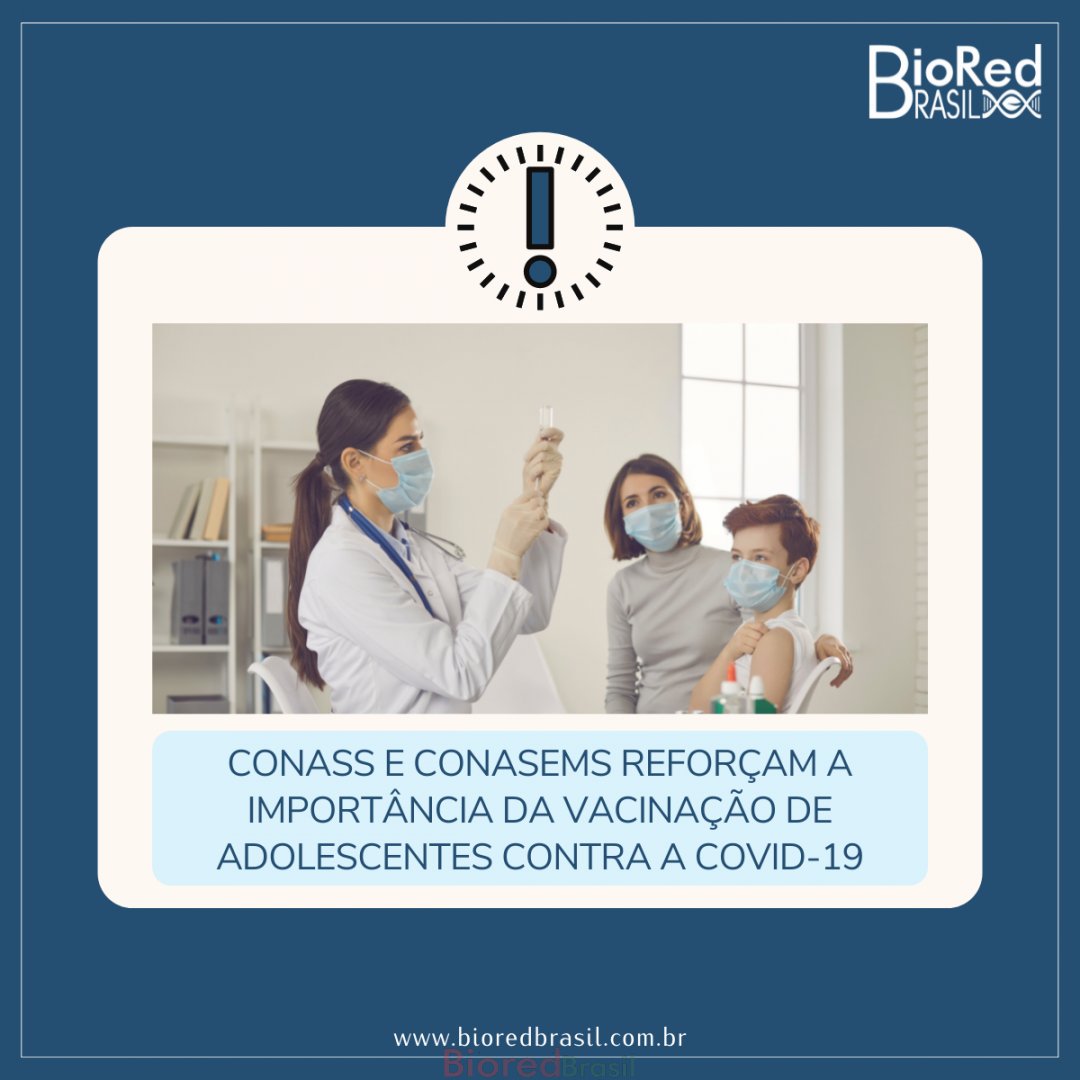 BioRed
BRASIL
CONASS E CONASEMS REFORÇAM A
IMPORTÂNCIA DA VACINAÇÃO DE
ADOLESCENTES CONTRA A COVID-19
www.bioredbrasil.com.br
BioredBrasil